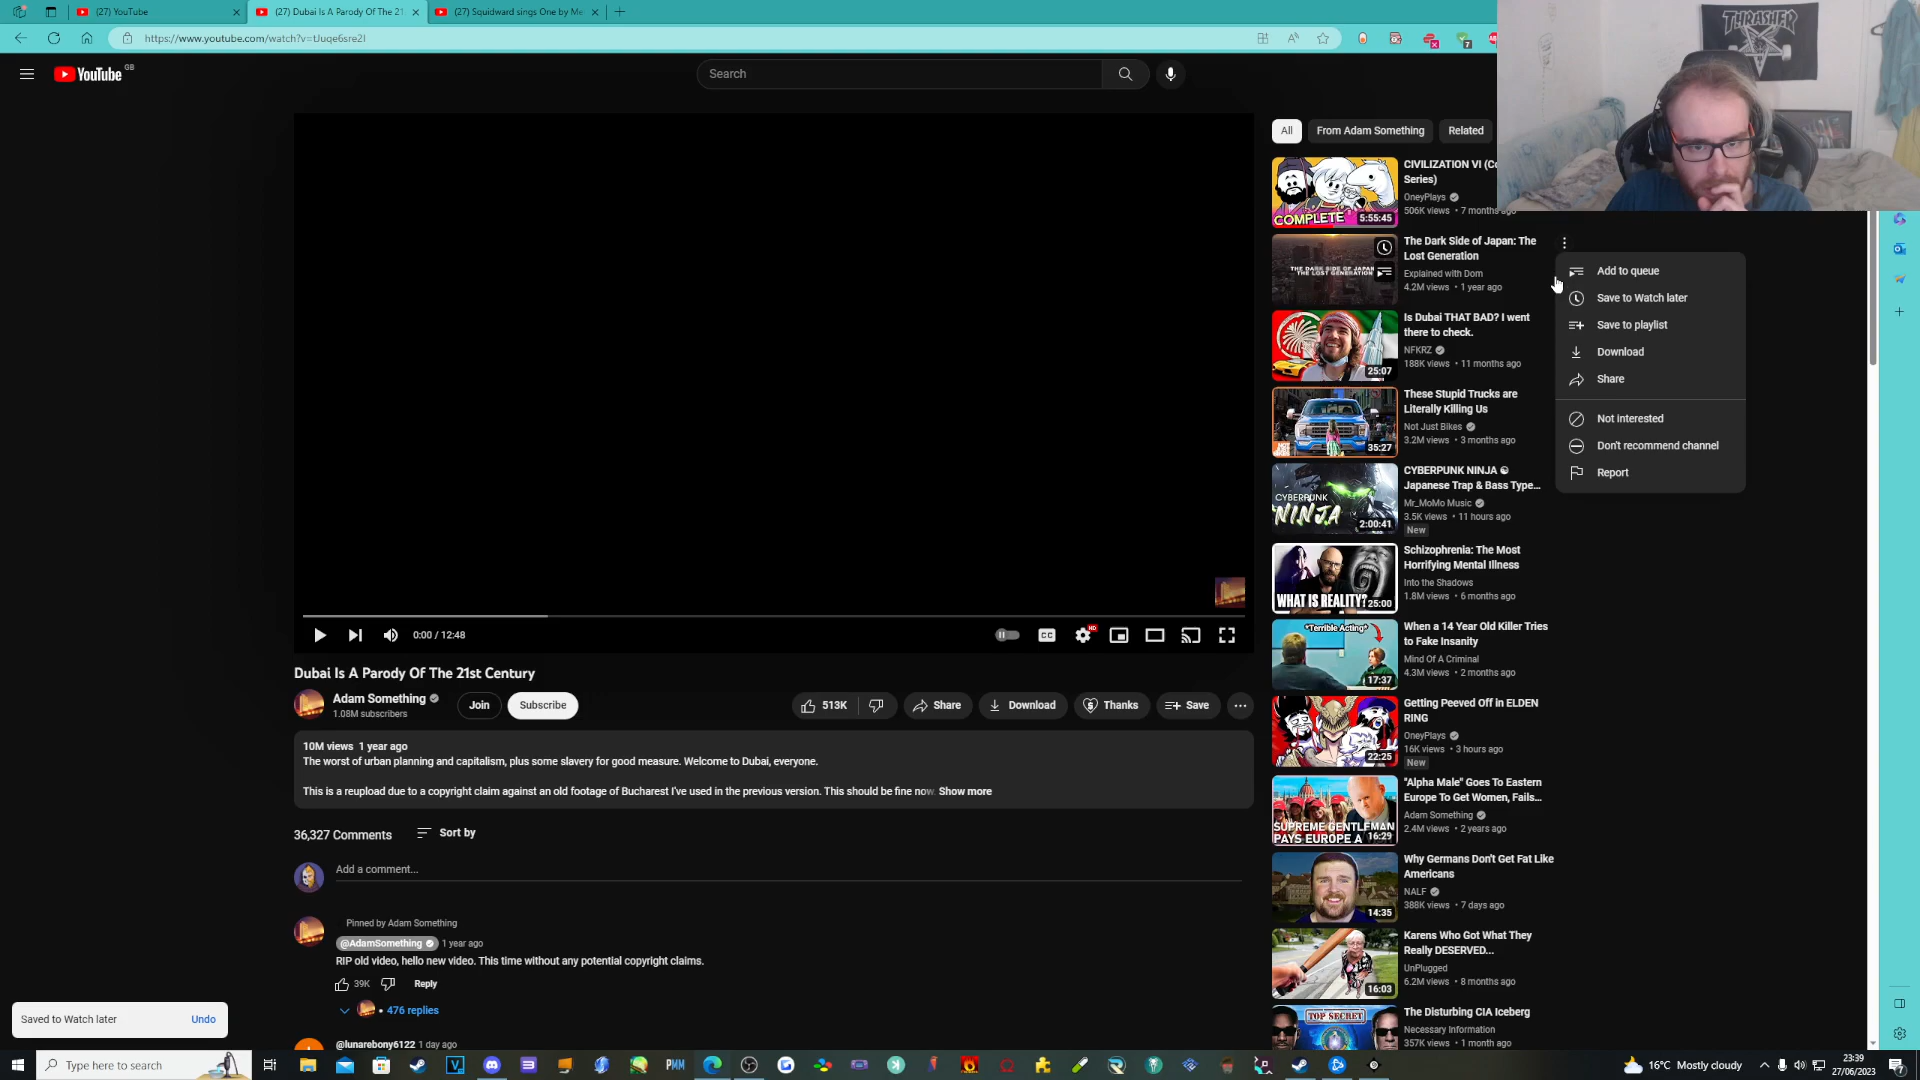 (27) YouTube
(27) Dubai Is A Parody Of The 21
(27) Squidward sings One by Me
https://www.youtube.com/watch?v=tJuqe6sre2I
7
YouTube GB
Search
THRASHER
All
From Adam Something
Related
COMPLETE
5:55:45
CIVILIZATION VI (Co
Series)
OneyPlays
506K views • 7 months ago
THE DARK SIDE OF JAPAN
THE LOST GENERATION
The Dark Side of Japan: The
Lost Generation
Explained with Dom
4.2M views • 1 year ago
Add to queue
Save to Watch later
Save to playlist
Download
Share
Not interested
Don't recommend channel
Report
25:07
Is Dubai THAT BAD? I went
there to check.
NFKRZ
188K views • 11 months ago
35:27
These Stupid Trucks are
Literally Killing Us
Not Just Bikes
3.2M views • 3 months ago
CYBERPUNK
NINJA
2:00:41
CYBERPUNK NINJA ☯
Japanese Trap & Bass Type...
Mr_MoMo Music
3.5K views • 11 hours ago
New
WHAT IS REALITY?
25:00
Schizophrenia: The Most
Horrifying Mental Illness
Into the Shadows
1.8M views • 6 months ago
*Terrible Acting*
17:37
When a 14 Year Old Killer Tries
to Fake Insanity
Mind Of A Criminal
4.3M views • 2 months ago
22:25
Getting Peeved Off in ELDEN
RING
OneyPlays
16K views • 3 hours ago
New
SUPREME GENTLEMAN
PAYS EUROPE A
16:29
"Alpha Male" Goes To Eastern
Europe To Get Women, Fails...
Adam Something
2.4M views • 2 years ago
14:35
Why Germans Don't Get Fat Like
Americans
NALF
388K views • 7 days ago
16:03
Karens Who Got What They
Really DESERVED...
UnPlugged
6.2M views • 8 months ago
TOP SECRET
The Disturbing CIA Iceberg
Necessary Information
357K views • 1 month ago
0:00 / 12:48
CC
HD
Dubai Is A Parody Of The 21st Century
Adam Something
1.08M subscribers
Join
Subscribe
513K
Share
Download
Thanks
Save
10M views 1 year ago
The worst of urban planning and capitalism, plus some slavery for good measure. Welcome to Dubai, everyone.
This is a reupload due to a copyright claim against an old footage of Bucharest I've used in the previous version. This should be fine now. Show more
36,327 Comments
Sort by
Add a comment...
Pinned by Adam Something
@AdamSomething 1 year ago
RIP old video, hello new video. This time without any potential copyright claims.
39K
Reply
• 476 replies
@lunarebony6122 1 day ago
Saved to Watch later
Undo
Type here to search
PMM
16°C Mostly cloudy
23:39
27/06/2023
7